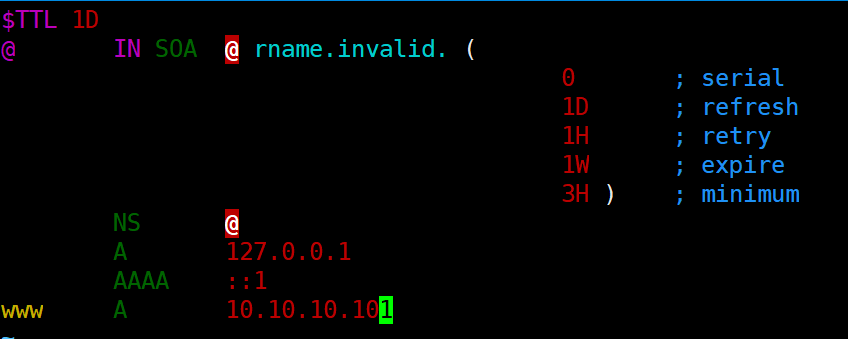 $TTL 1D
@ IN SOA @ rname.invalid. (
0 ; serial
1D ; refresh
1H ; retry
1W ; expire
3H ) ; minimum
NS @
A 127.0.0.1
AAAA ::1
www A 10.10.10.101
~